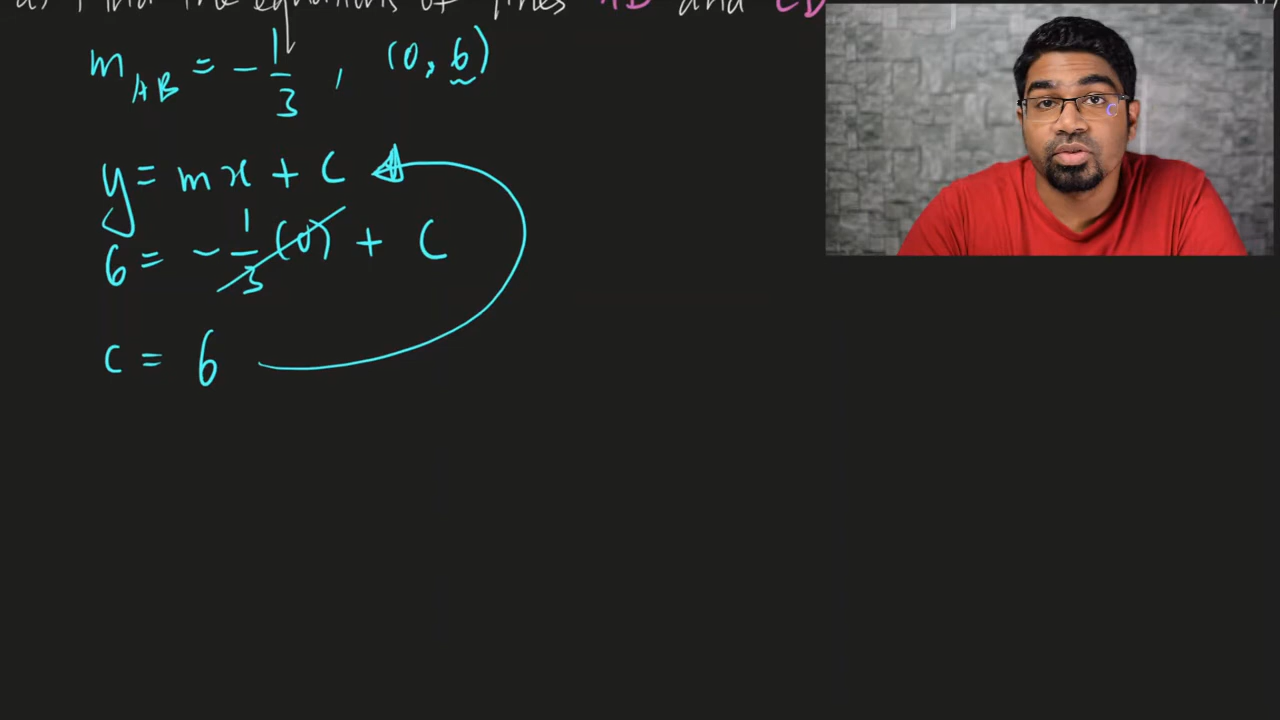 a) Find the equations of lines AB and CD
m_AB = -1/3 , (0, 6)
y = mx + c
6 = -1/3 (0) + C
c = 6